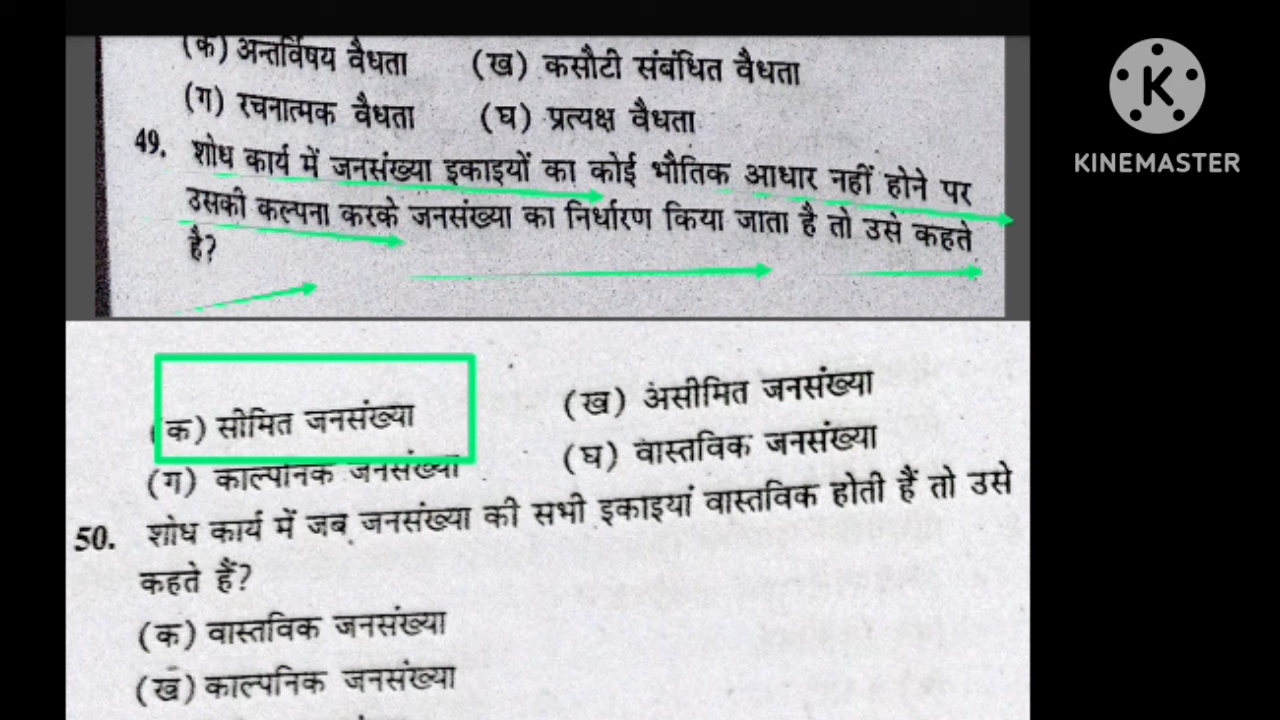 (क) अन्तर्विषय वैधता (ख) कसौटी संबंधित वैधता
(ग) रचनात्मक वैधता (घ) प्रत्यक्ष वैधता
49. शोध कार्य में जनसंख्या इकाइयों का कोई भौतिक आधार नहीं होने पर
उसकी कल्पना करके जनसंख्या का निर्धारण किया जाता है तो उसे कहते
है?
(क) सीमित जनसंख्या (ख) असीमित जनसंख्या
(ग) काल्पनिक जनसंख्या (घ) वास्तविक जनसंख्या
50. शोध कार्य में जब जनसंख्या की सभी इकाइयां वास्तविक होती हैं तो उसे
कहते हैं?
(क) वास्तविक जनसंख्या
(ख) काल्पनिक जनसंख्या
K
KINEMASTER